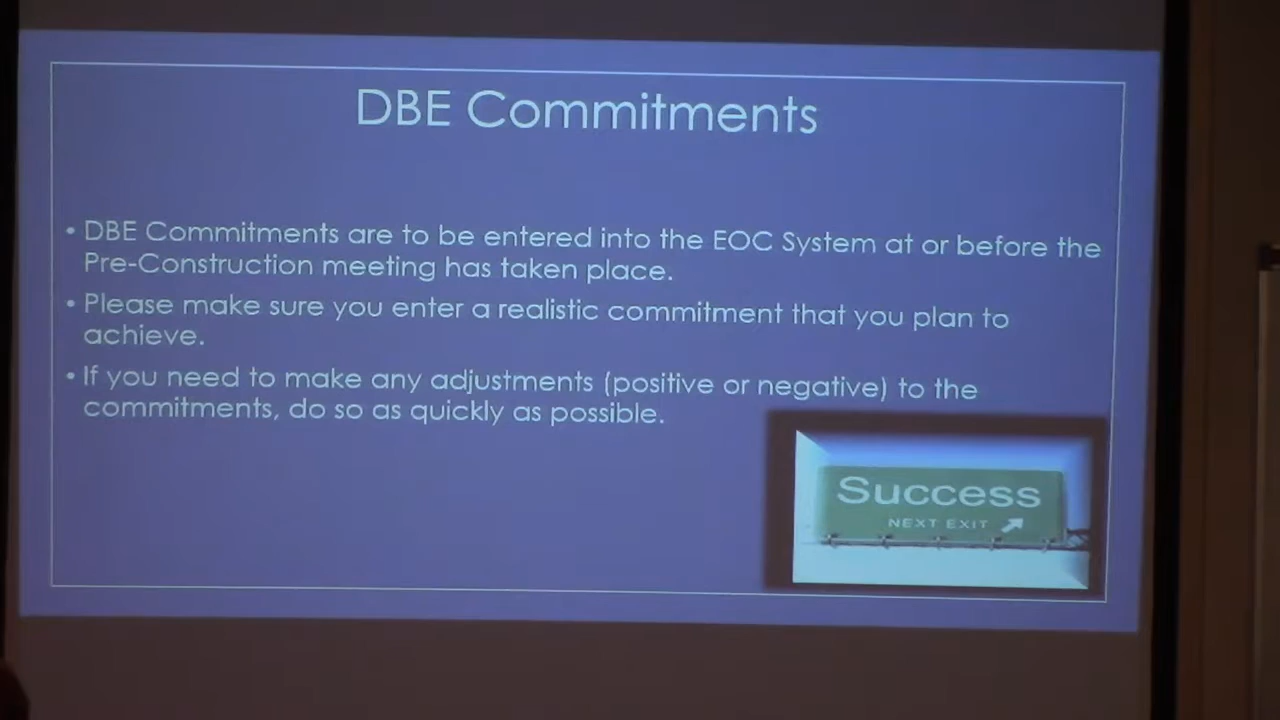 DBE Commitments
• DBE Commitments are to be entered into the EOC System at or before the
Pre-Construction meeting has taken place.
• Please make sure you enter a realistic commitment that you plan to
achieve.
• If you need to make any adjustments (positive or negative) to the
commitments, do so as quickly as possible.
Success
NEXT EXIT